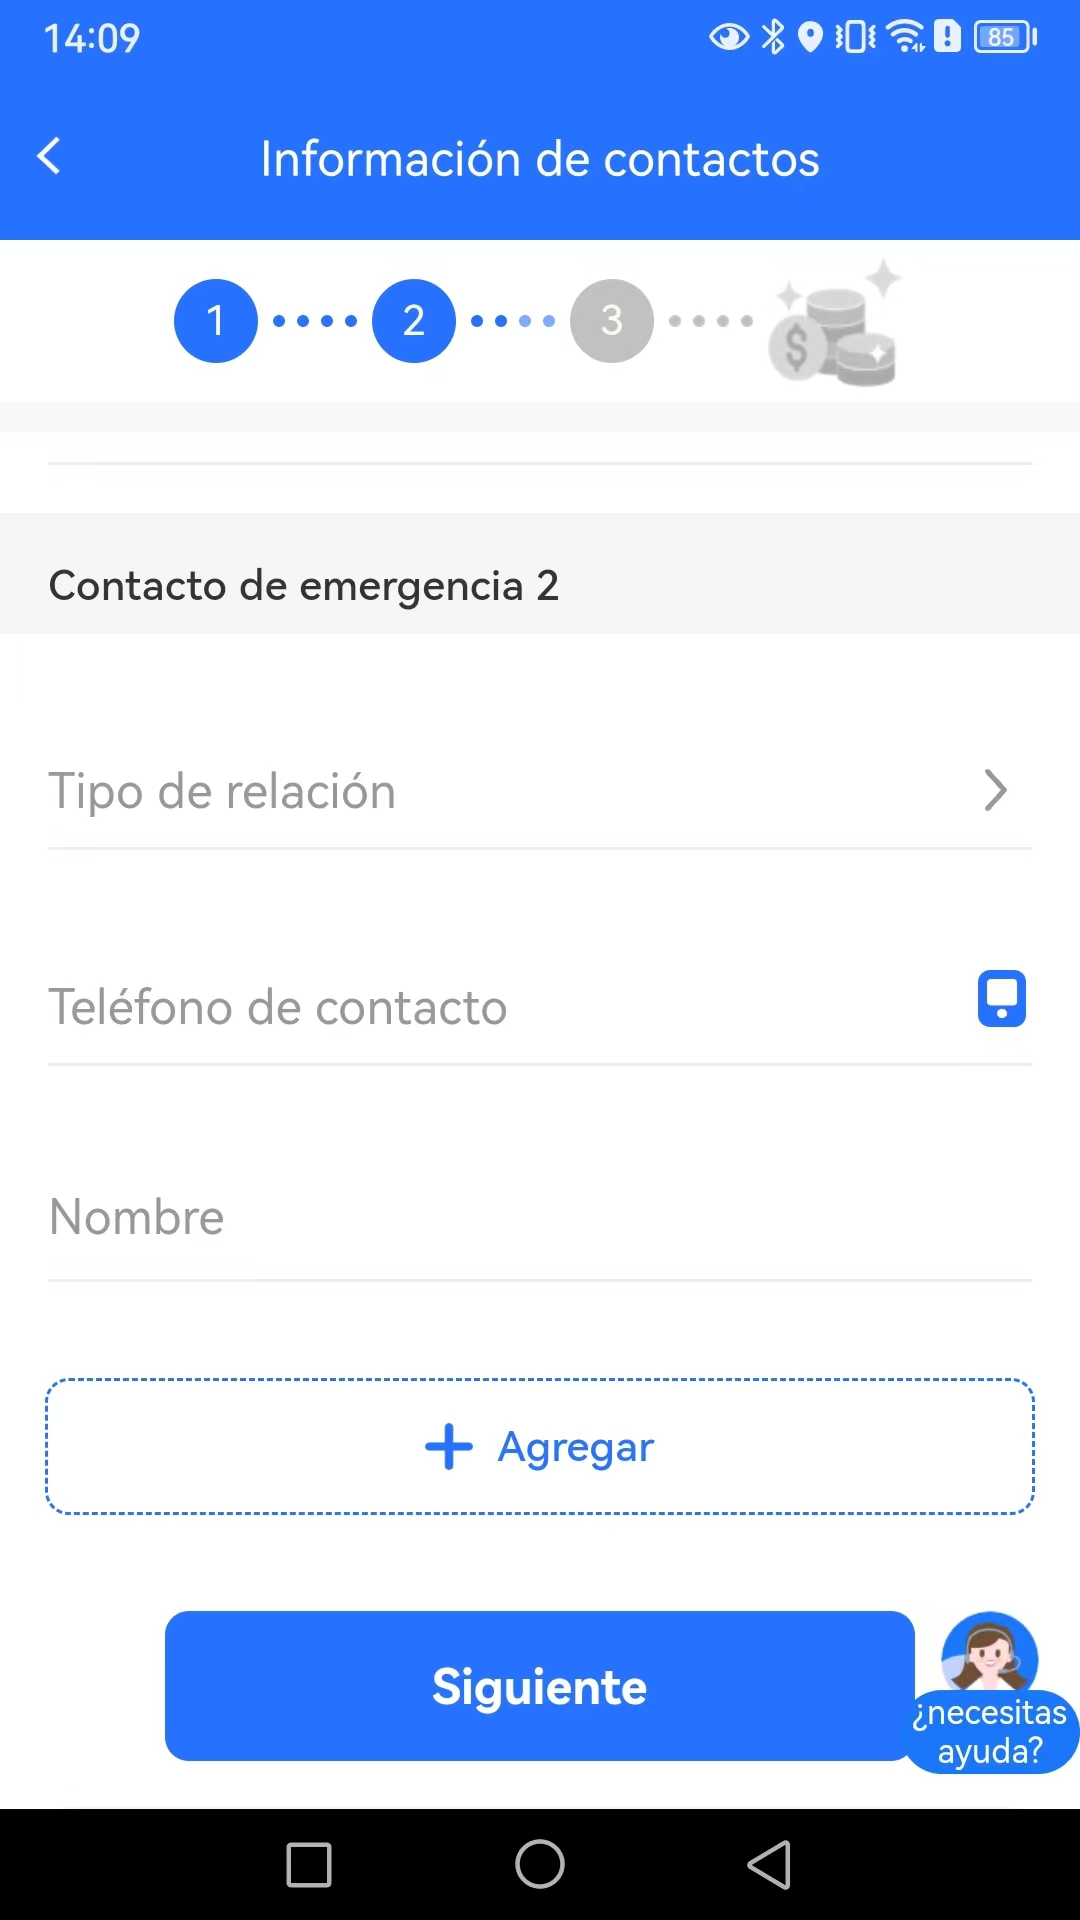 14:09
85
Información de contactos
1
2
3
$
Contacto de emergencia 2
Tipo de relación
Teléfono de contacto
Nombre
Agregar
Siguiente
¿necesitas
ayuda?